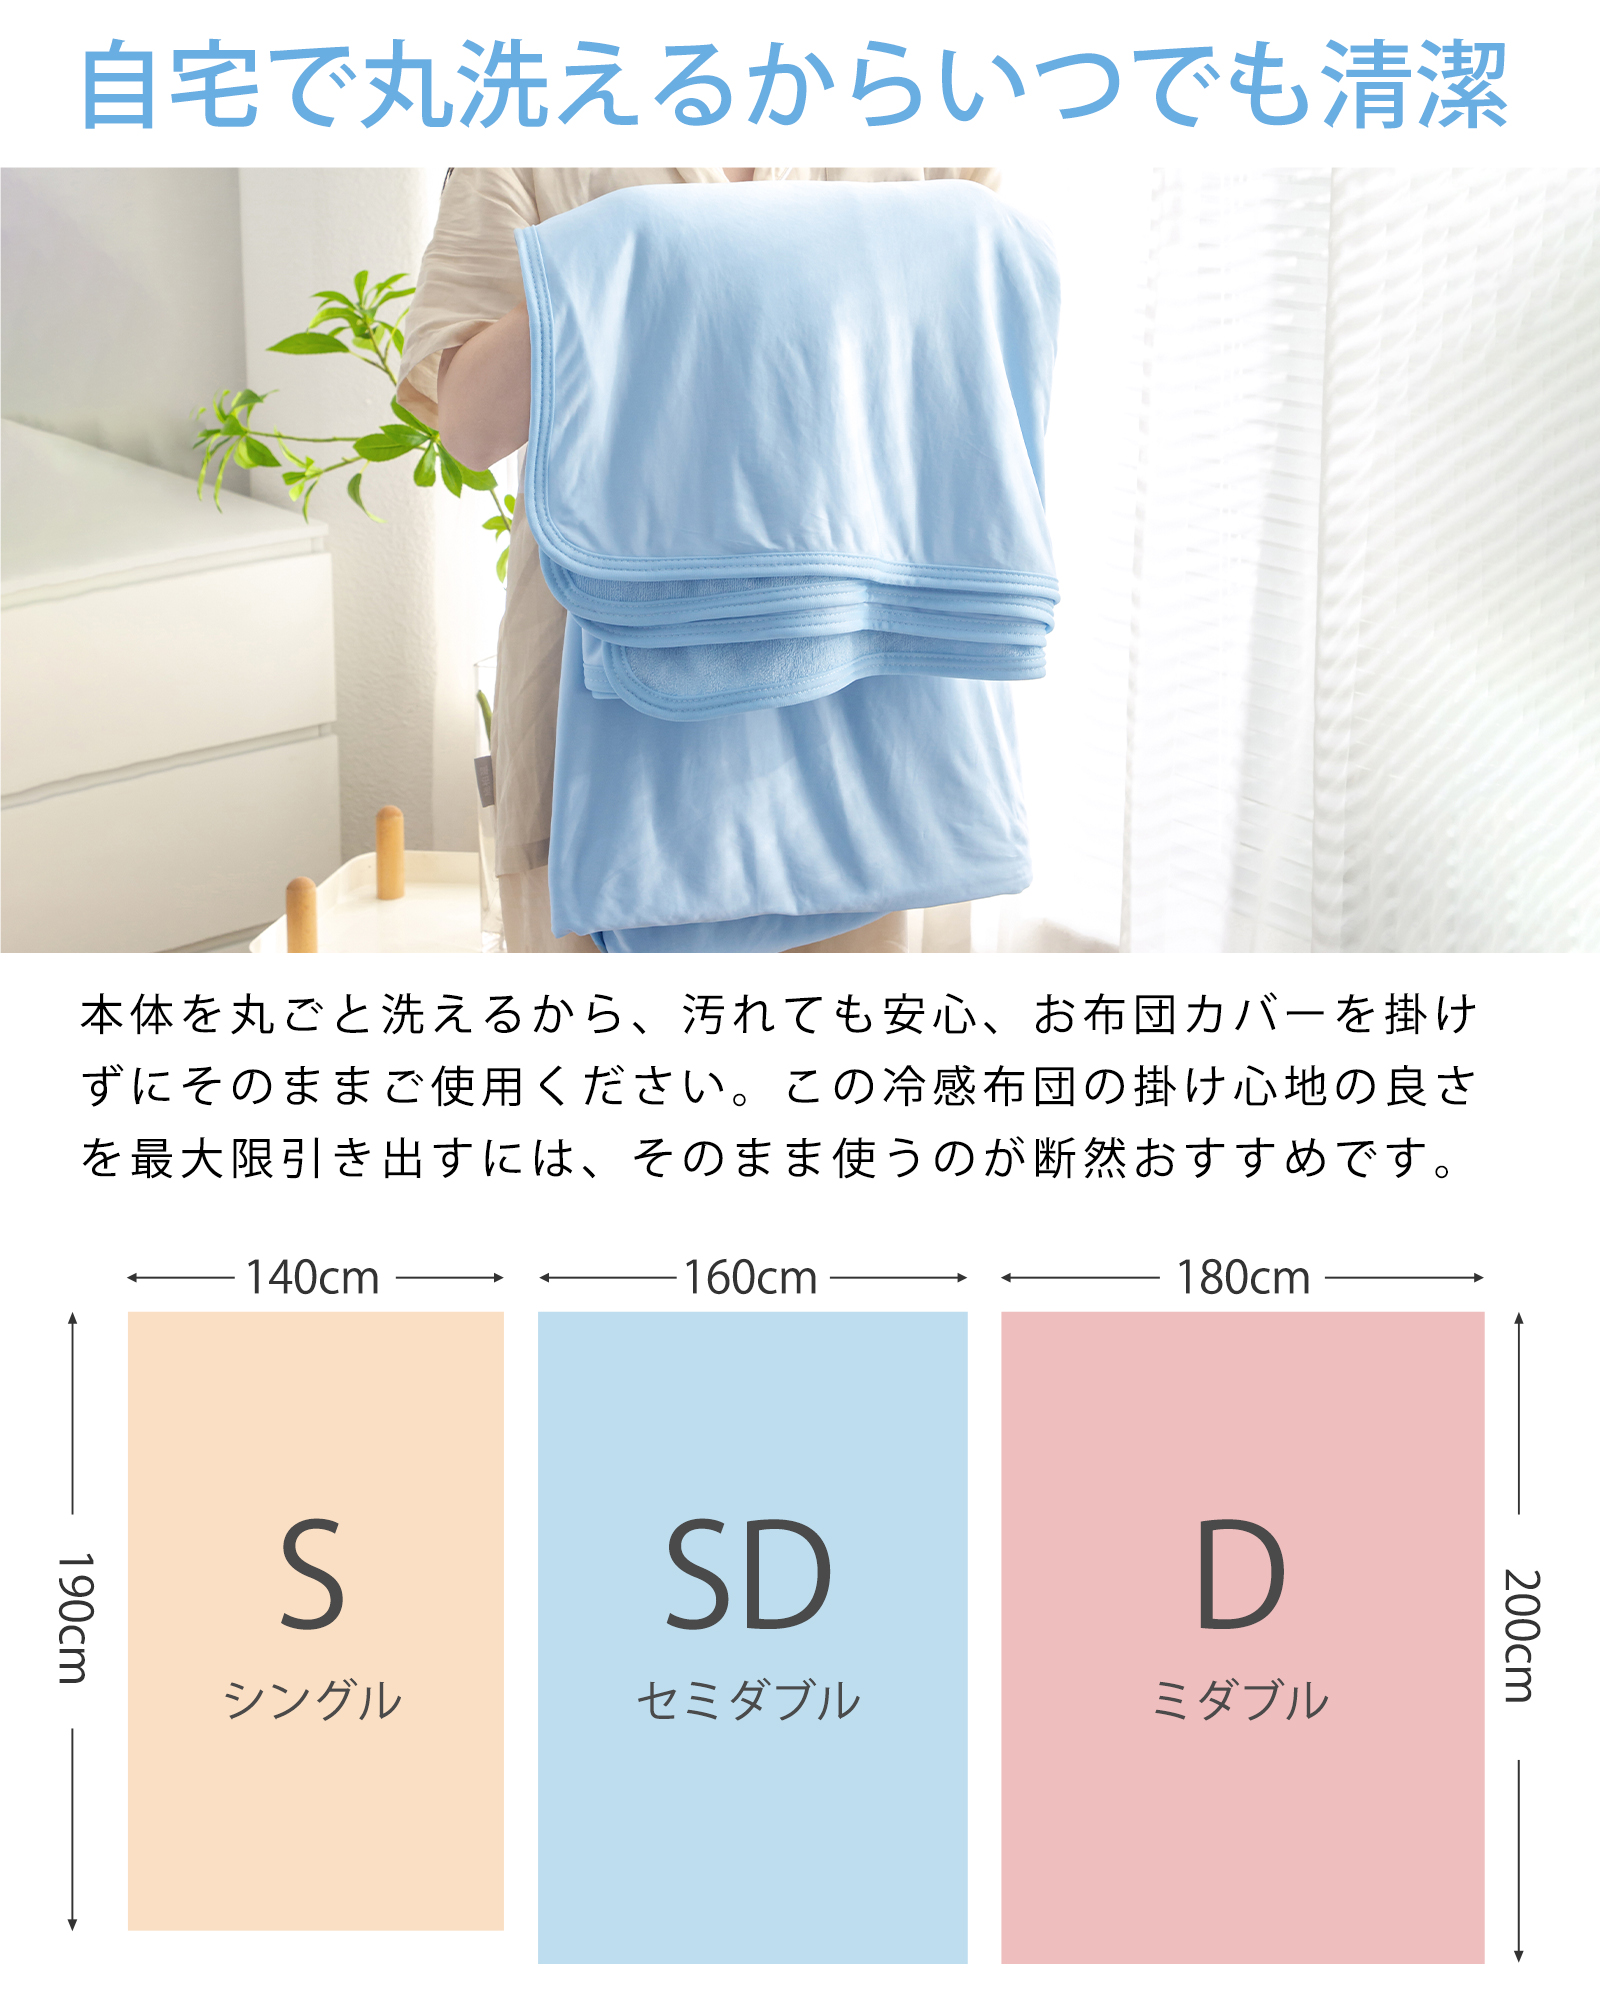 自宅で丸洗えるからいつでも清潔
本体を丸ごと洗えるから、汚れても安心、お布団カバーを掛け
ずにそのままご使用ください。この冷感布団の掛け心地の良さ
を最大限引き出すには、そのまま使うのが断然おすすめです。
140cm
160cm
180cm
190cm
S
シングル
SD
セミダブル
D
ミダブル
200cm